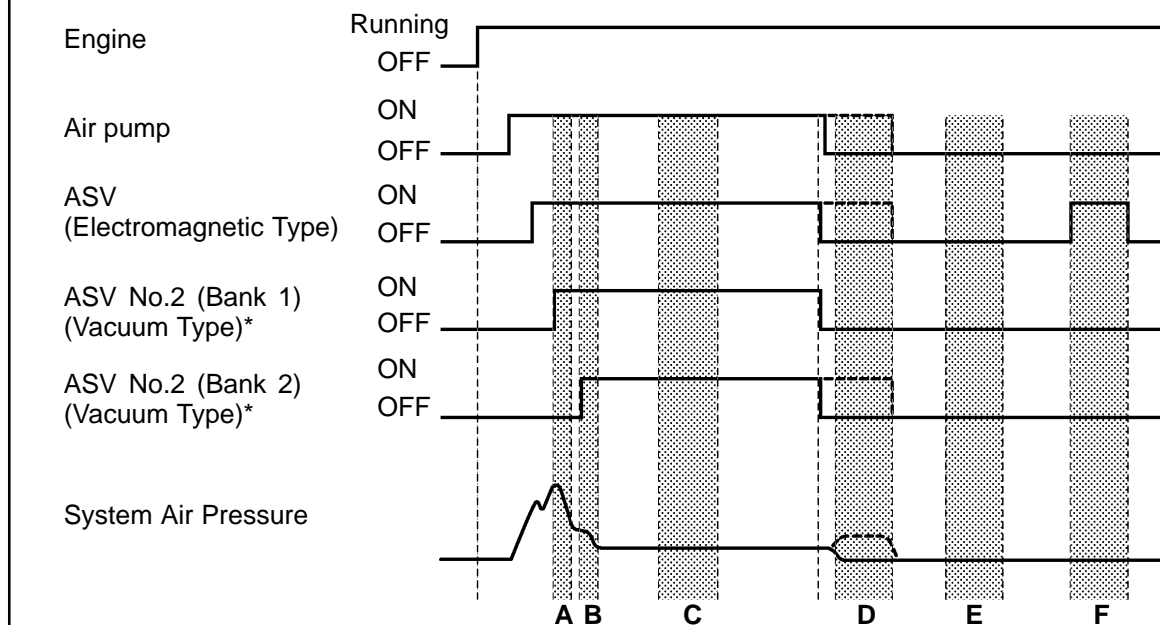 Engine
Running
OFF
Air pump
ON
OFF
ASV
(Electromagnetic Type)
ON
OFF
ASV No.2 (Bank 1)
(Vacuum Type)*
ON
OFF
ASV No.2 (Bank 2)
(Vacuum Type)*
ON
OFF
System Air Pressure
A B C D E F